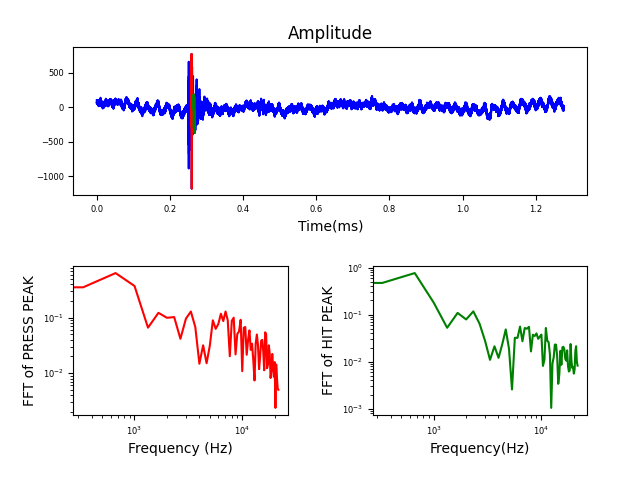 Amplitude
500
0
−500
−1000
0.0 0.2 0.4 0.6 0.8 1.0 1.2
Time(ms)
FFT of PRESS PEAK
10⁻¹
10⁻²
10³ 10⁴
Frequency (Hz)
FFT of HIT PEAK
10⁰
10⁻¹
10⁻²
10⁻³
10³ 10⁴
Frequency(Hz)